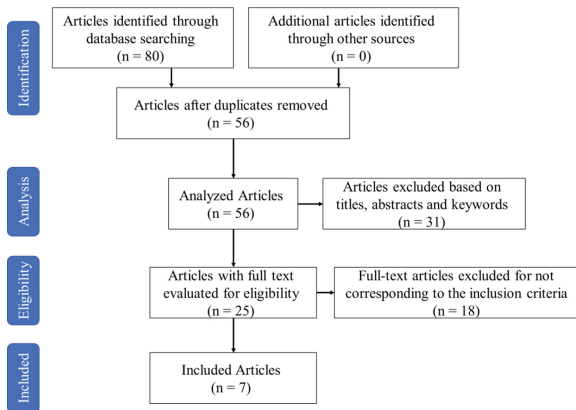 Identification
Articles identified through
database searching
(n = 80)
Additional articles identified
through other sources
(n = 0)
Articles after duplicates removed
(n = 56)
Analysis
Analyzed Articles
(n = 56)
Articles excluded based on
titles, abstracts and keywords
(n = 31)
Eligibility
Articles with full text
evaluated for eligibility
(n = 25)
Full-text articles excluded for not
corresponding to the inclusion criteria
(n = 18)
Included
Included Articles
(n = 7)